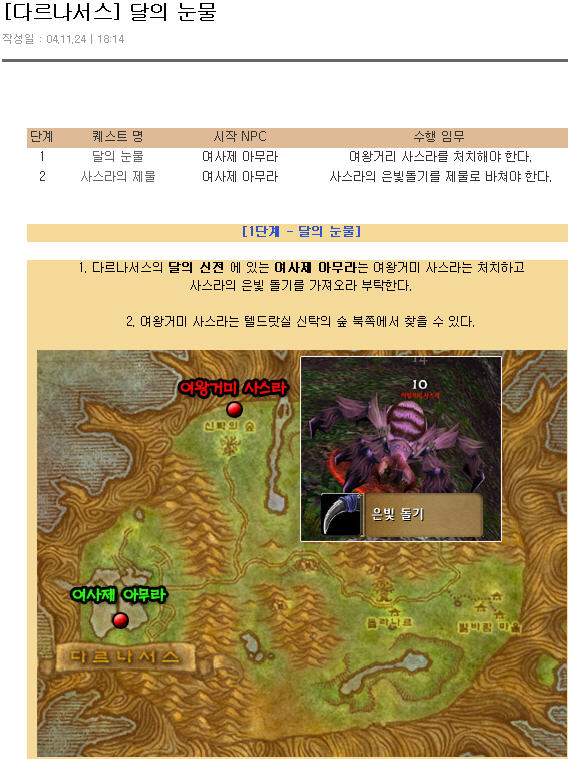 [다르나서스] 달의 눈물
작성일 : 04.11.24 | 18:14
단계 퀘스트 명 시작 NPC 수행 임무
1 달의 눈물 여사제 아무라 여왕거리 사스라를 처치해야 한다.
2 사스라의 제물 여사제 아무라 사스라의 은빛돌기를 제물로 바쳐야 한다.
[1단계 - 달의 눈물]
1. 다르나서스의 달의 신전 에 있는 여사제 아무라는 여왕거미 사스라는 처치하고
사스라의 은빛 돌기를 가져오라 부탁한다.
2. 여왕거미 사스라는 텔드랏실 신탁의 숲 북쪽에서 찾을 수 있다.
여왕거미 사스라
신탁의 숲
14
10
여왕거미 사스라
은빛 돌기
여사제 아무라
돌라나르
다르나서스